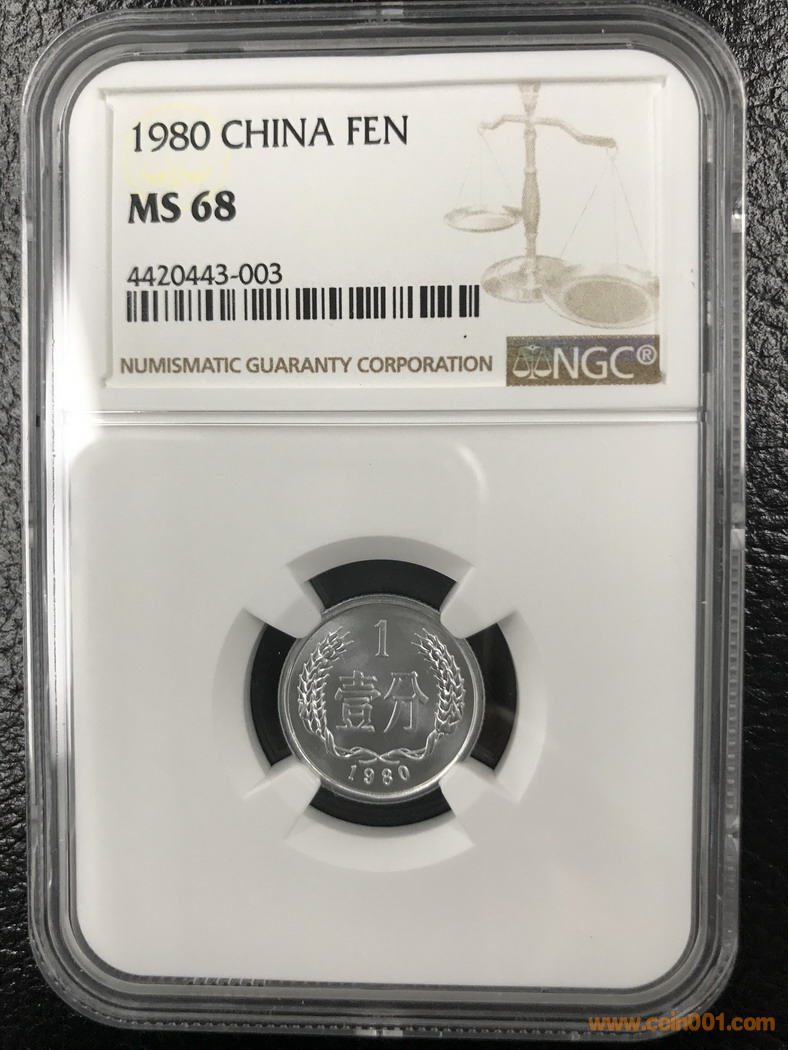 1980 CHINA FEN
MS 68
4420443-003
NUMISMATIC GUARANTY CORPORATION
NGC®
1
壹分
1980
www.coin001.com